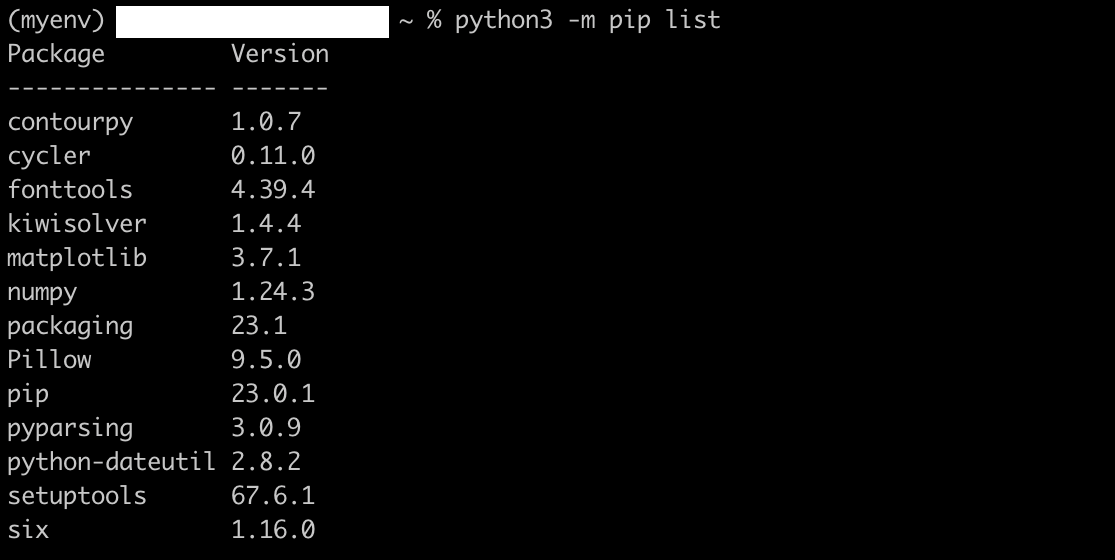 (myenv) ~ % python3 -m pip list
Package         Version
--------------- -------
contourpy       1.0.7
cycler          0.11.0
fonttools       4.39.4
kiwisolver      1.4.4
matplotlib      3.7.1
numpy           1.24.3
packaging       23.1
Pillow          9.5.0
pip             23.0.1
pyparsing       3.0.9
python-dateutil 2.8.2
setuptools      67.6.1
six             1.16.0